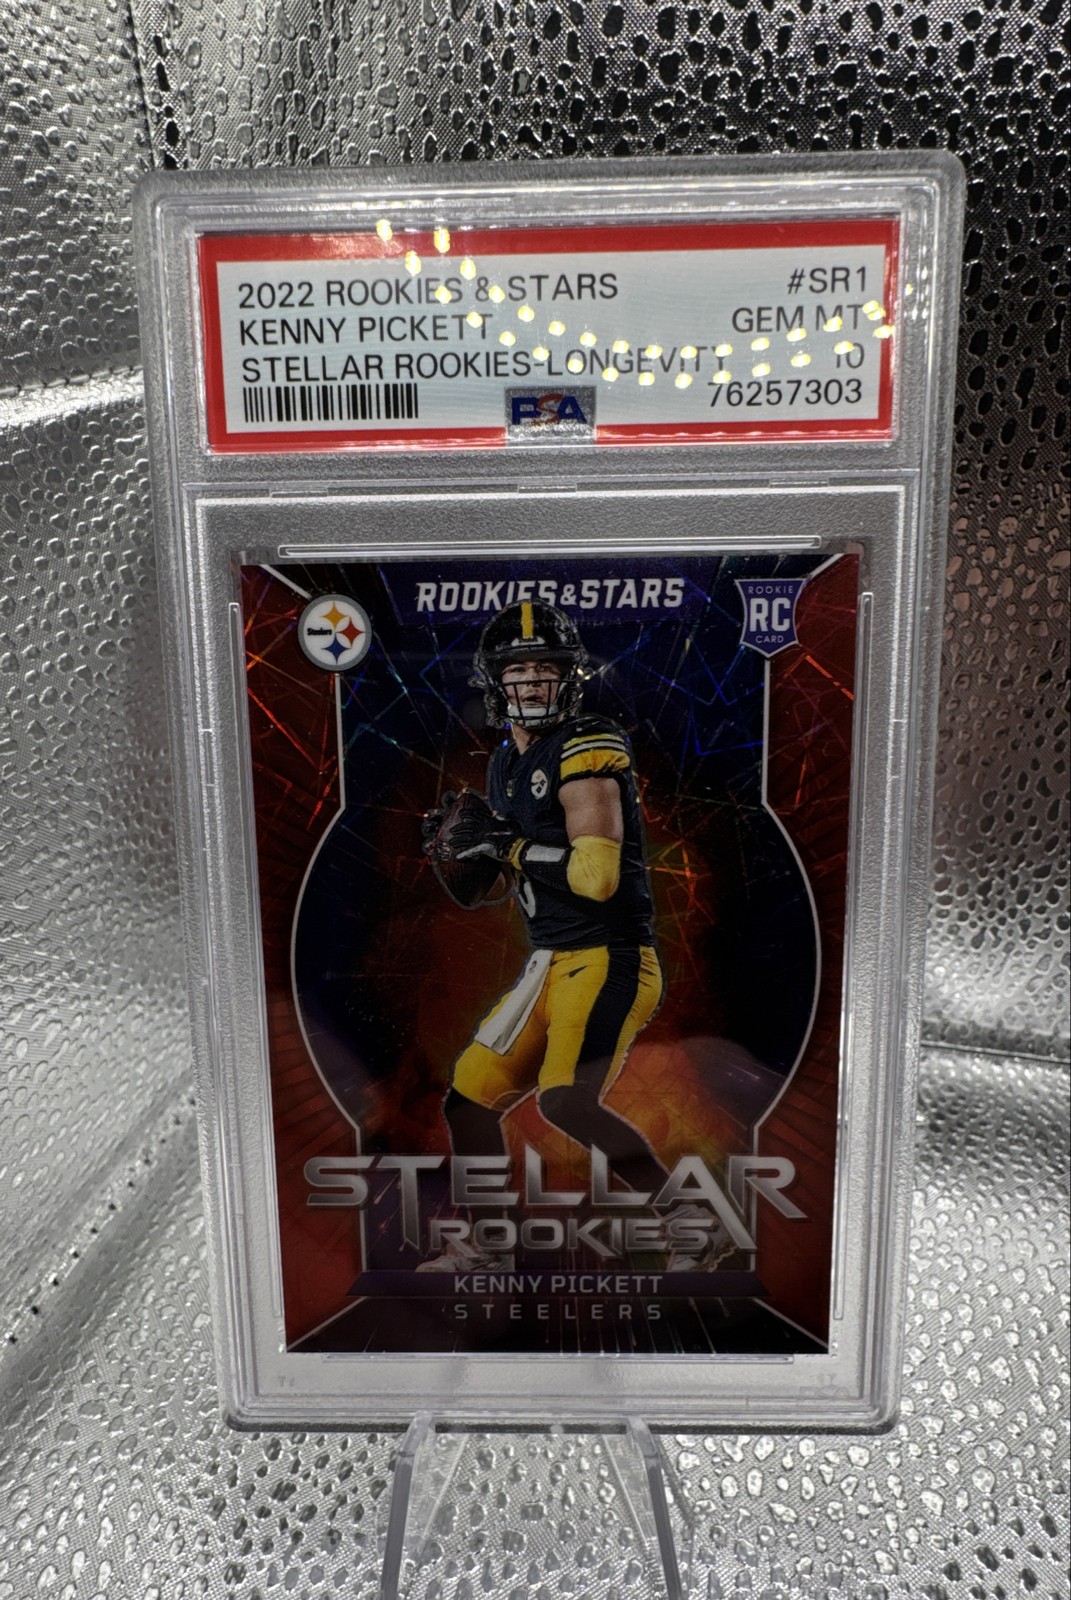 2022 ROOKIES & STARS #SR1
KENNY PICKETT GEM MT
STELLAR ROOKIES-LONGEVITY 10
76257303
PSA
ROOKIES&STARS
Steelers
ROOKIE
RC
CARD
STELLAR
ROOKIES
KENNY PICKETT
STEELERS